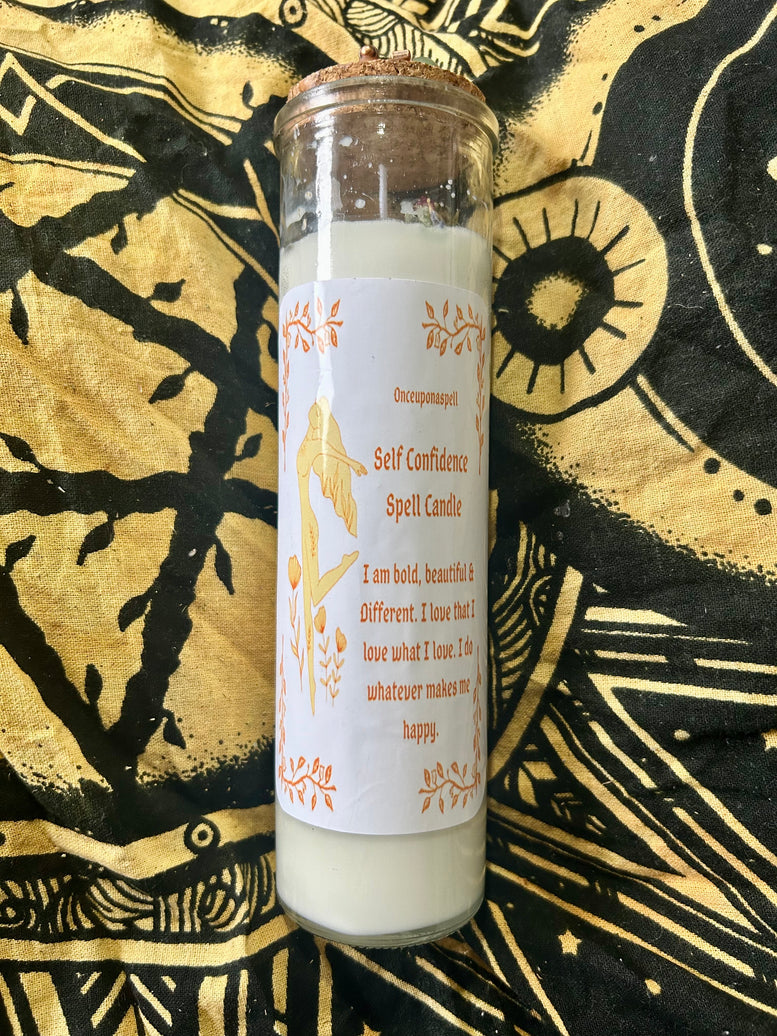 Onceuponaspell
Self Confidence
Spell Candle
I am bold, beautiful &
Different. I love that I
love what I love. I do
whatever makes me
happy.